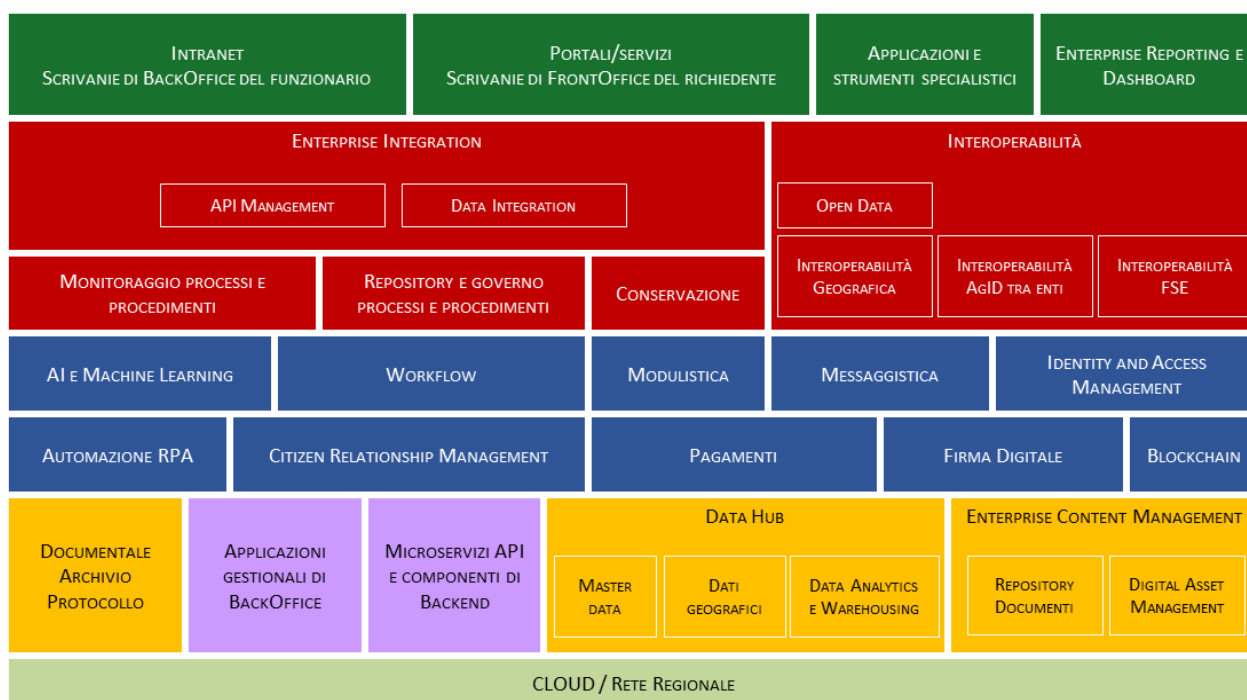 Intranet
Scrivanie di BackOffice del funzionario
Portali/servizi
Scrivanie di FrontOffice del richiedente
Applicazioni e
strumenti specialistici
Enterprise Reporting e
Dashboard
Enterprise Integration
API Management
Data Integration
Interoperabilità
Open Data
Interoperabilità
Geografica
Interoperabilità
AgID tra enti
Interoperabilità
FSE
Monitoraggio processi e
procedimenti
Repository e governo
processi e procedimenti
Conservazione
AI e Machine Learning
Workflow
Modulistica
Messaggistica
Identity and Access
Management
Automazione RPA
Citizen Relationship Management
Pagamenti
Firma Digitale
Blockchain
Documentale
Archivio
Protocollo
Applicazioni
gestionali di
BackOffice
Microservizi API
e componenti di
Backend
Data Hub
Master
data
Dati
geografici
Data Analytics
e Warehousing
Enterprise Content Management
Repository
Documenti
Digital Asset
Management
CLOUD / Rete Regionale